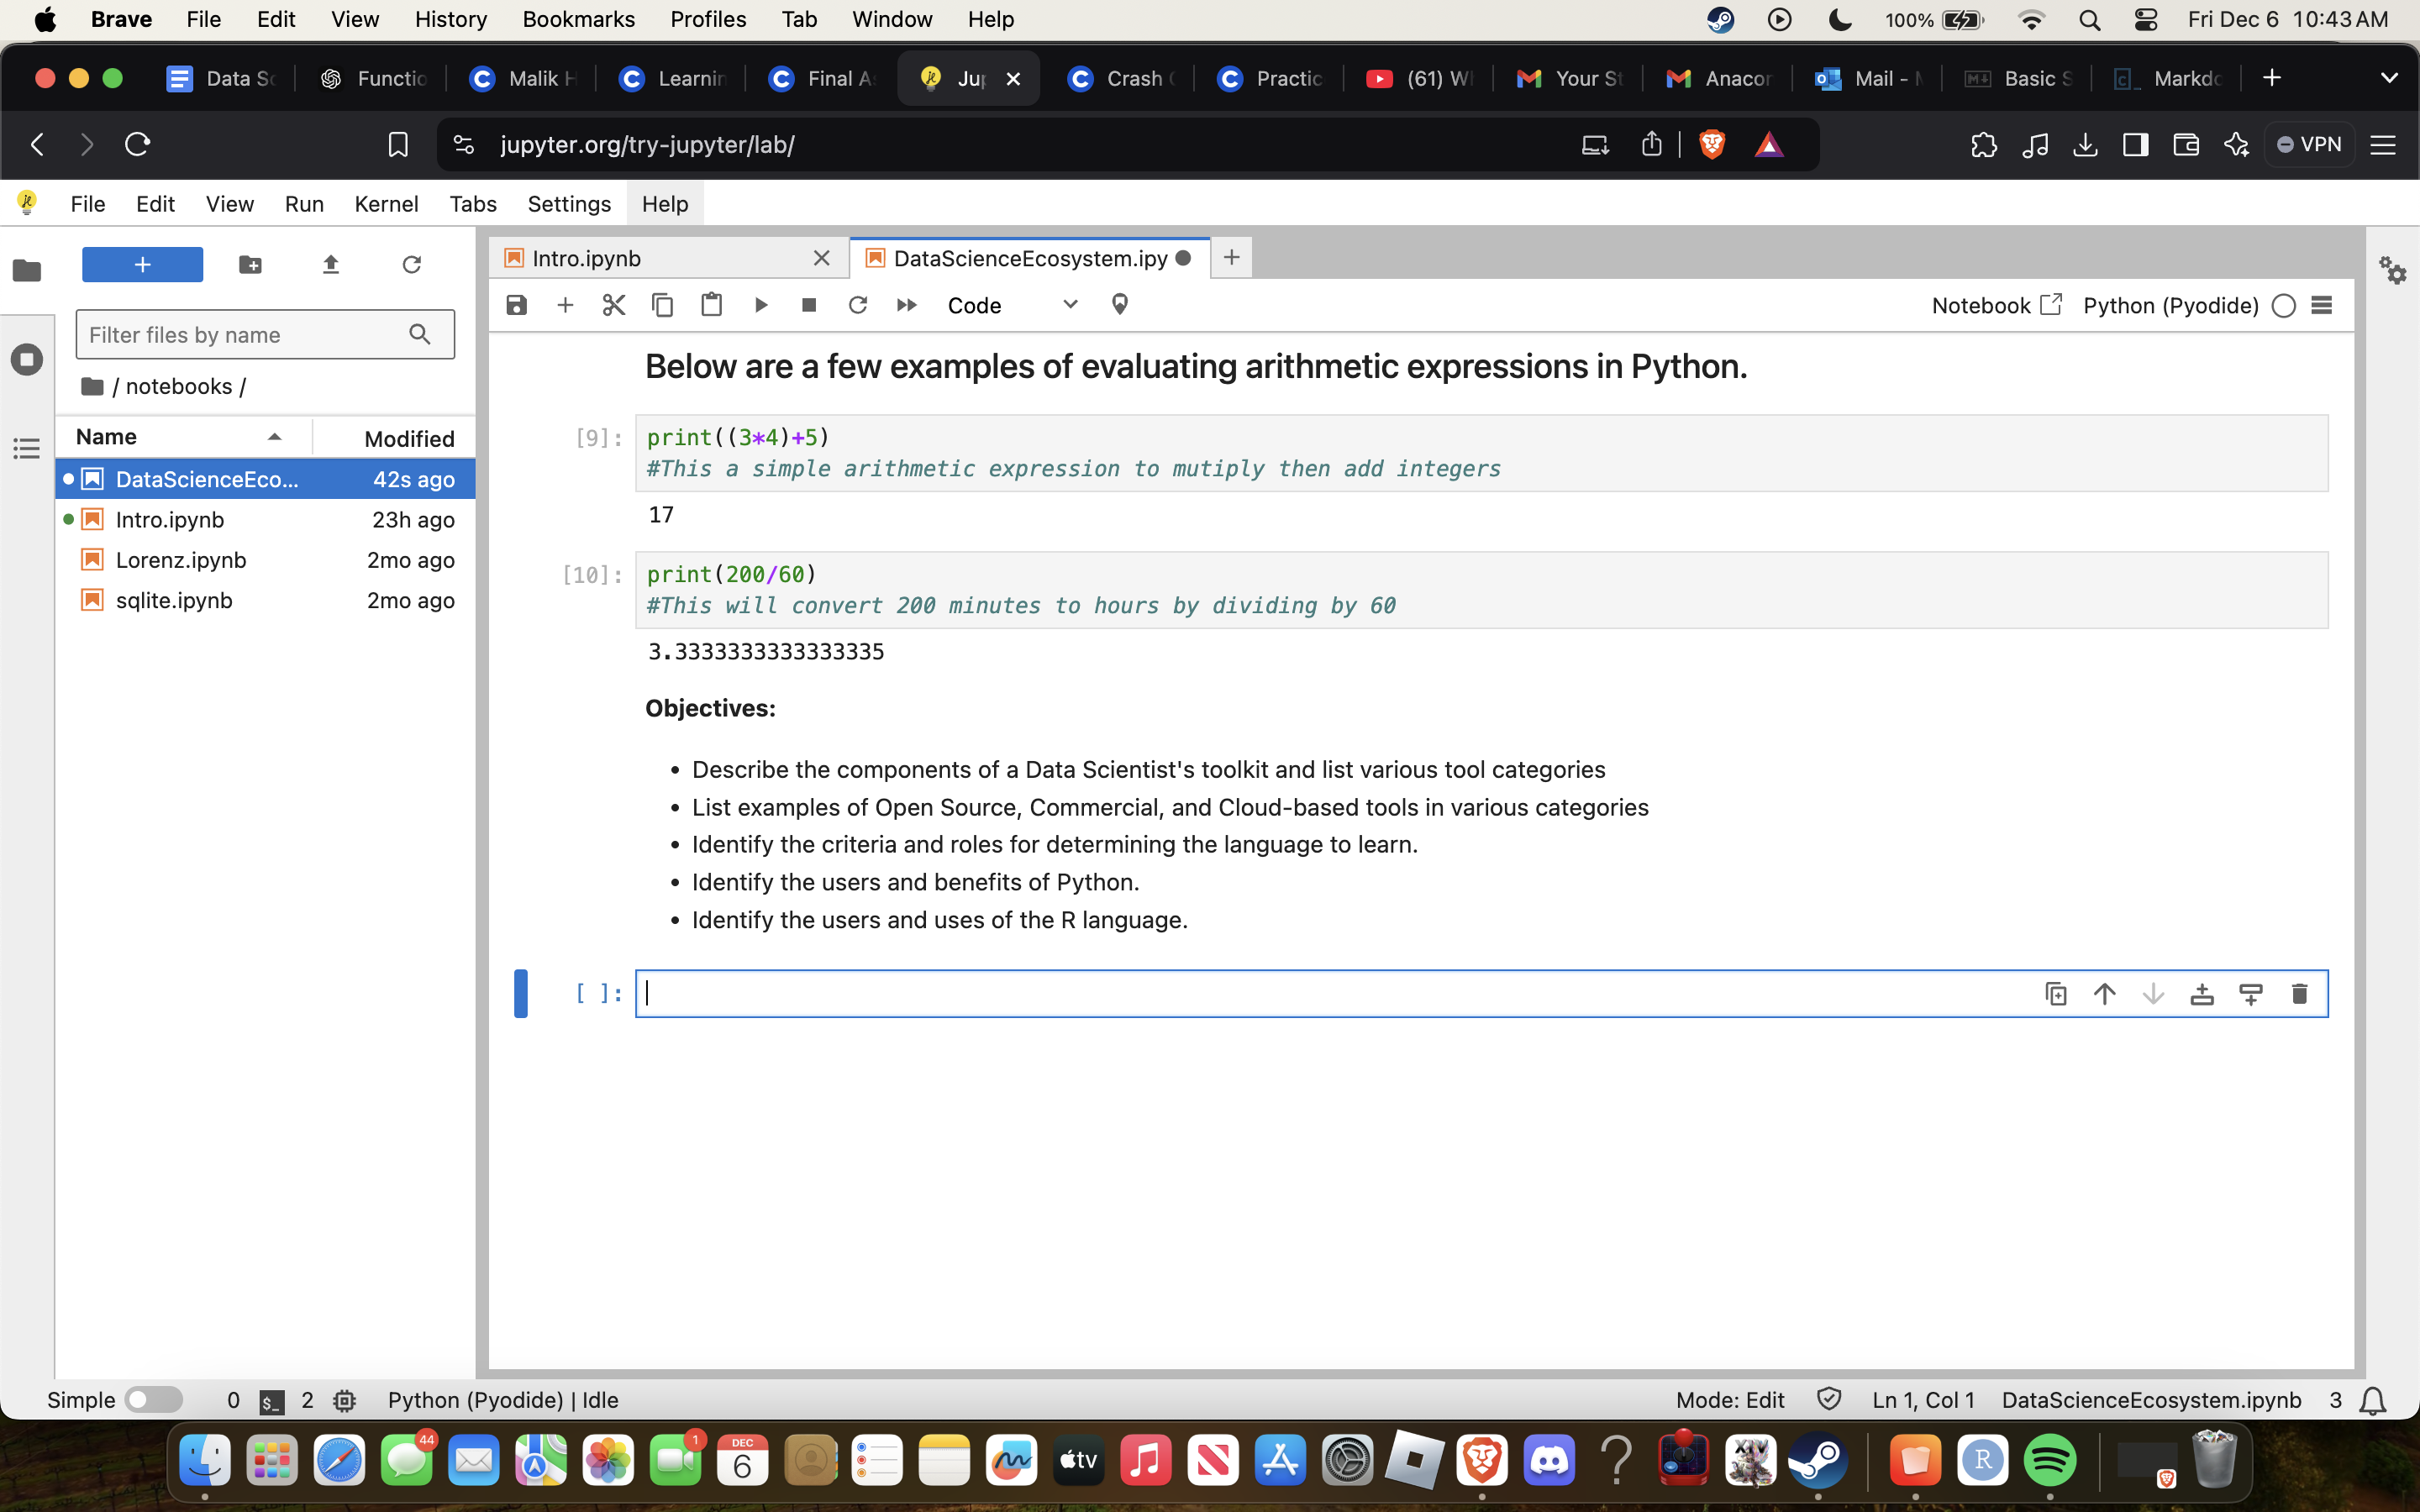 Brave File Edit View History Bookmarks Profiles Tab Window Help 100% Fri Dec 6 10:43 AM
Data Sc Functio Malik H Learnin Final A Jup Crash Practic (61) W Your St Anacon Mail - Basic S Markdo
jupyter.org/try-jupyter/lab/ VPN
File Edit View Run Kernel Tabs Settings Help
Intro.ipynb DataScienceEcosystem.ipy
Code Notebook Python (Pyodide)
Filter files by name
/ notebooks /
Name Modified
DataScienceEco... 42s ago
Intro.ipynb 23h ago
Lorenz.ipynb 2mo ago
sqlite.ipynb 2mo ago
Below are a few examples of evaluating arithmetic expressions in Python.
[9]: print((3*4)+5)
#This a simple arithmetic expression to mutiply then add integers
17
[10]: print(200/60)
#This will convert 200 minutes to hours by dividing by 60
3.3333333333333335
Objectives:
• Describe the components of a Data Scientist's toolkit and list various tool categories
• List examples of Open Source, Commercial, and Cloud-based tools in various categories
• Identify the criteria and roles for determining the language to learn.
• Identify the users and benefits of Python.
• Identify the users and uses of the R language.
[ ]:
Simple 0 $_ 2 Python (Pyodide) | Idle Mode: Edit Ln 1, Col 1 DataScienceEcosystem.ipynb 3
44 1 DEC 6 tv XIV R